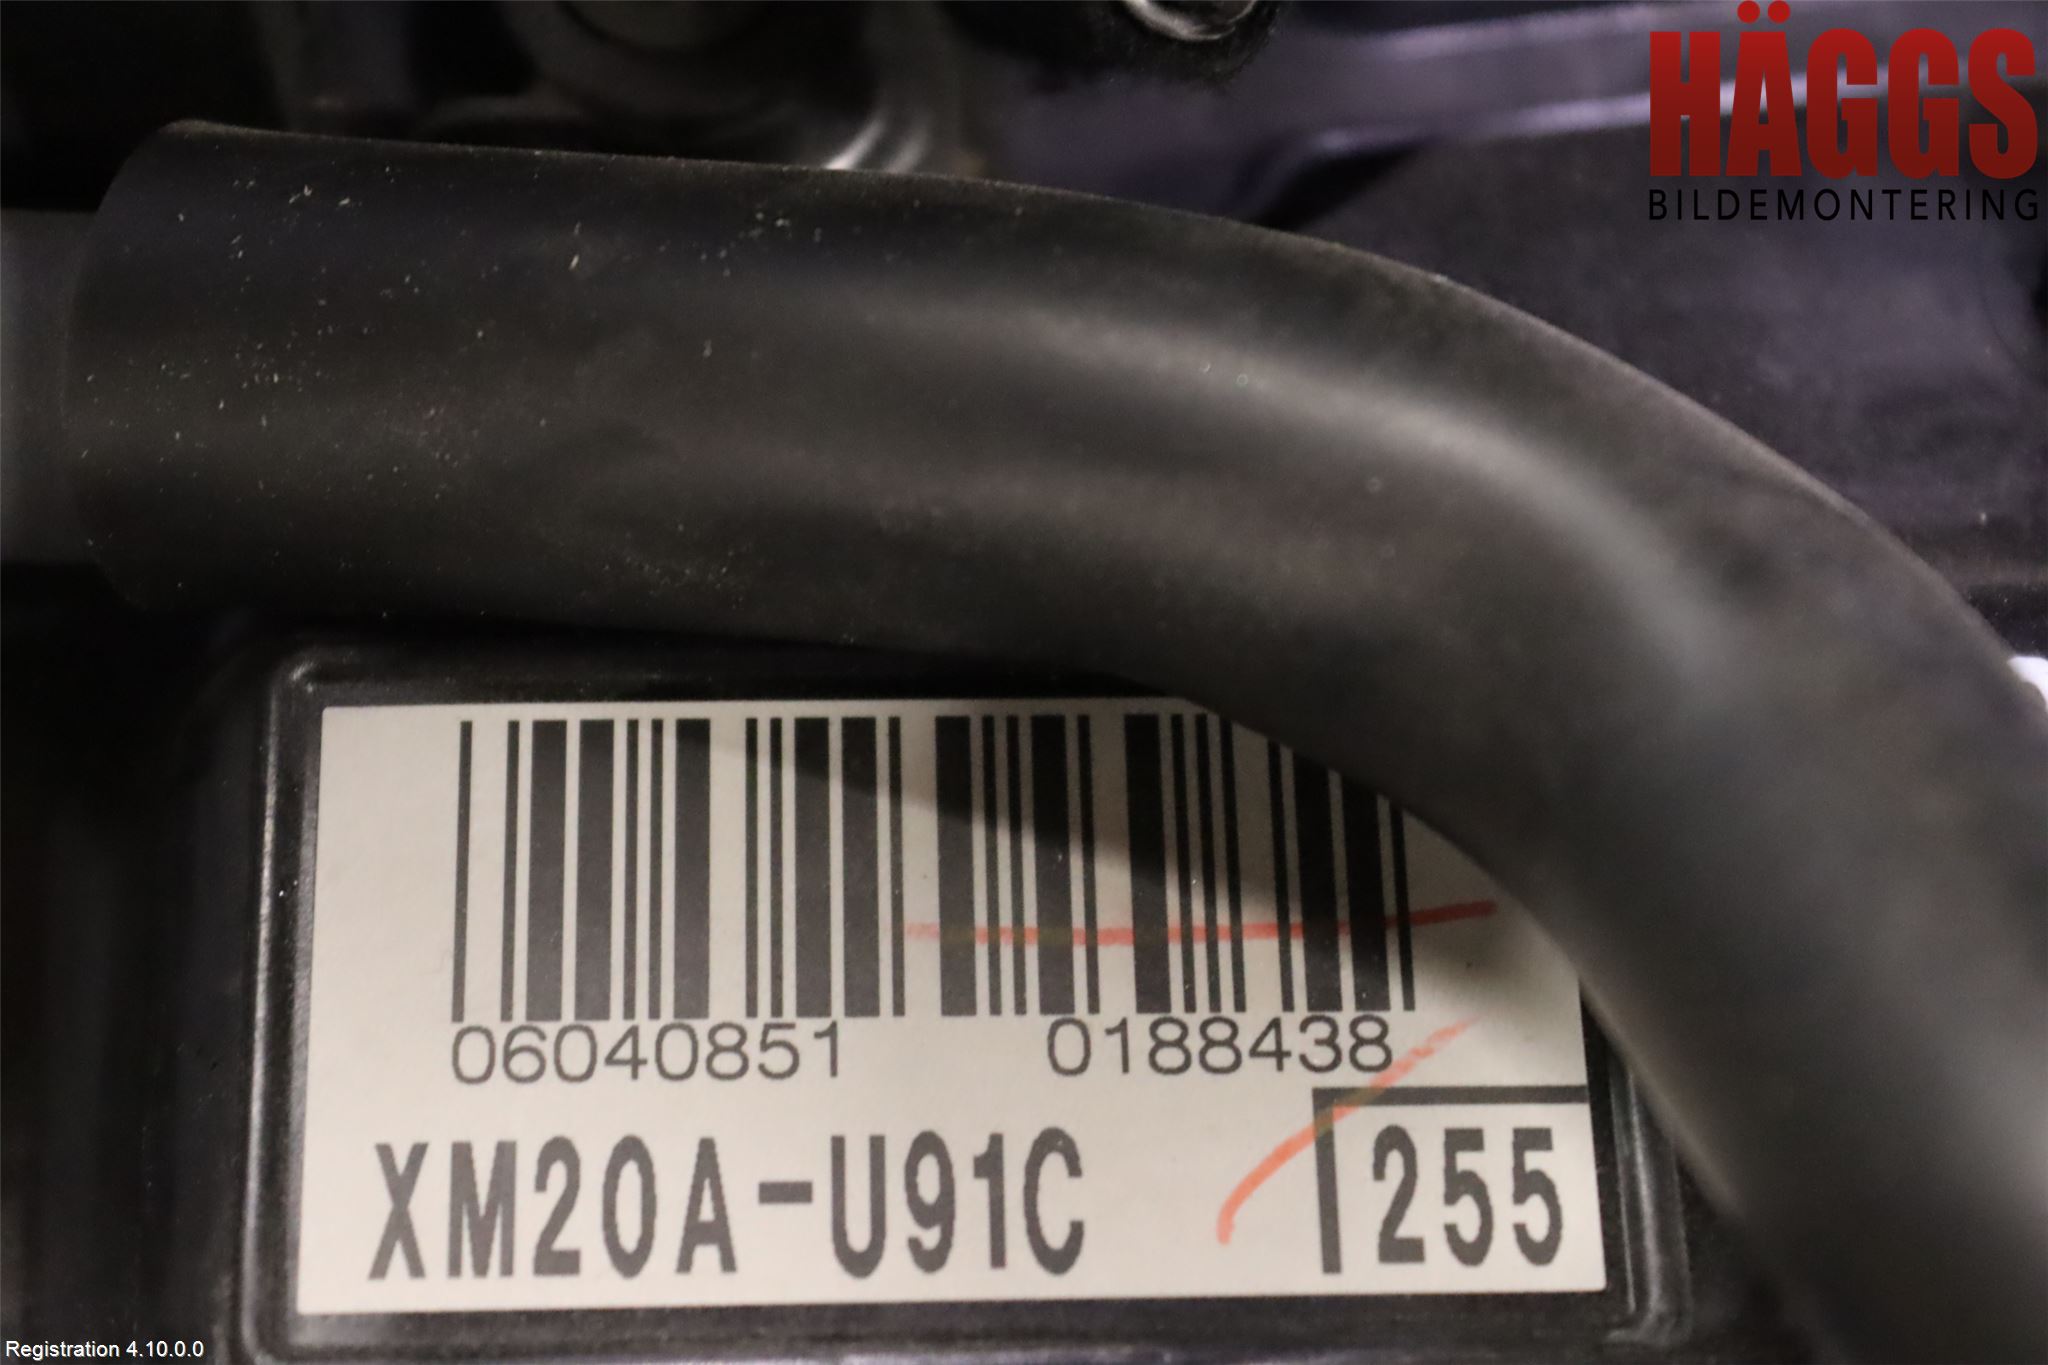 HÄGGS
BILDEMONTERING
06040851 0188438
XM20A-U91C 255
Registration 4.10.0.0